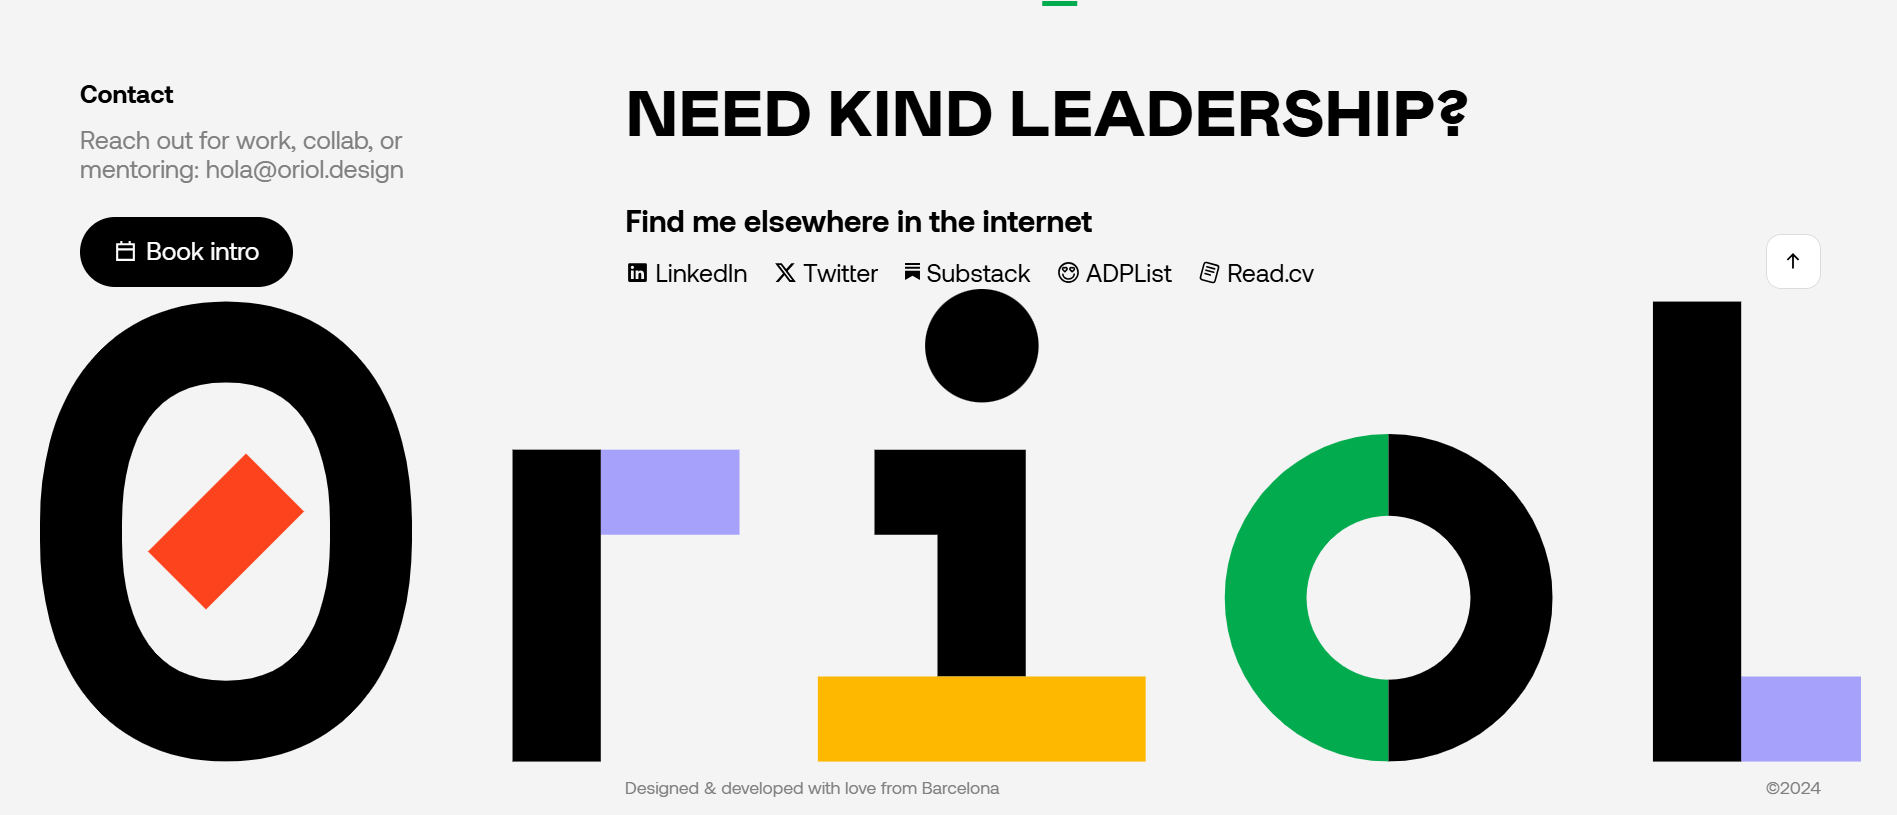 Contact
Reach out for work, collab, or
mentoring: hola@oriol.design
Book intro
NEED KIND LEADERSHIP?
Find me elsewhere in the internet
LinkedIn Twitter Substack ADPList Read.cv
Oriol
Designed & developed with love from Barcelona
©2024